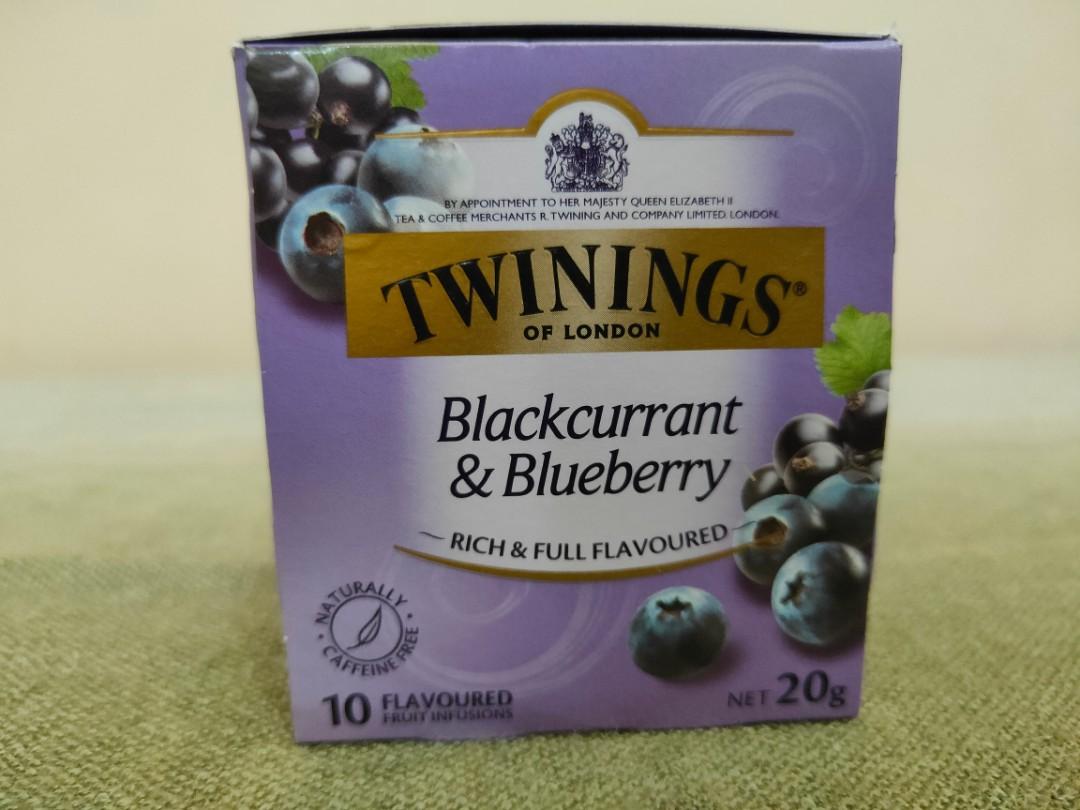 BY APPOINTMENT TO HER MAJESTY QUEEN ELIZABETH II
TEA & COFFEE MERCHANTS R. TWINING AND COMPANY LIMITED. LONDON.
TWININGS®
OF LONDON
Blackcurrant
& Blueberry
RICH & FULL FLAVOURED
NATURALLY
CAFFEINE FREE
10 FLAVOURED
FRUIT INFUSIONS
NET 20g